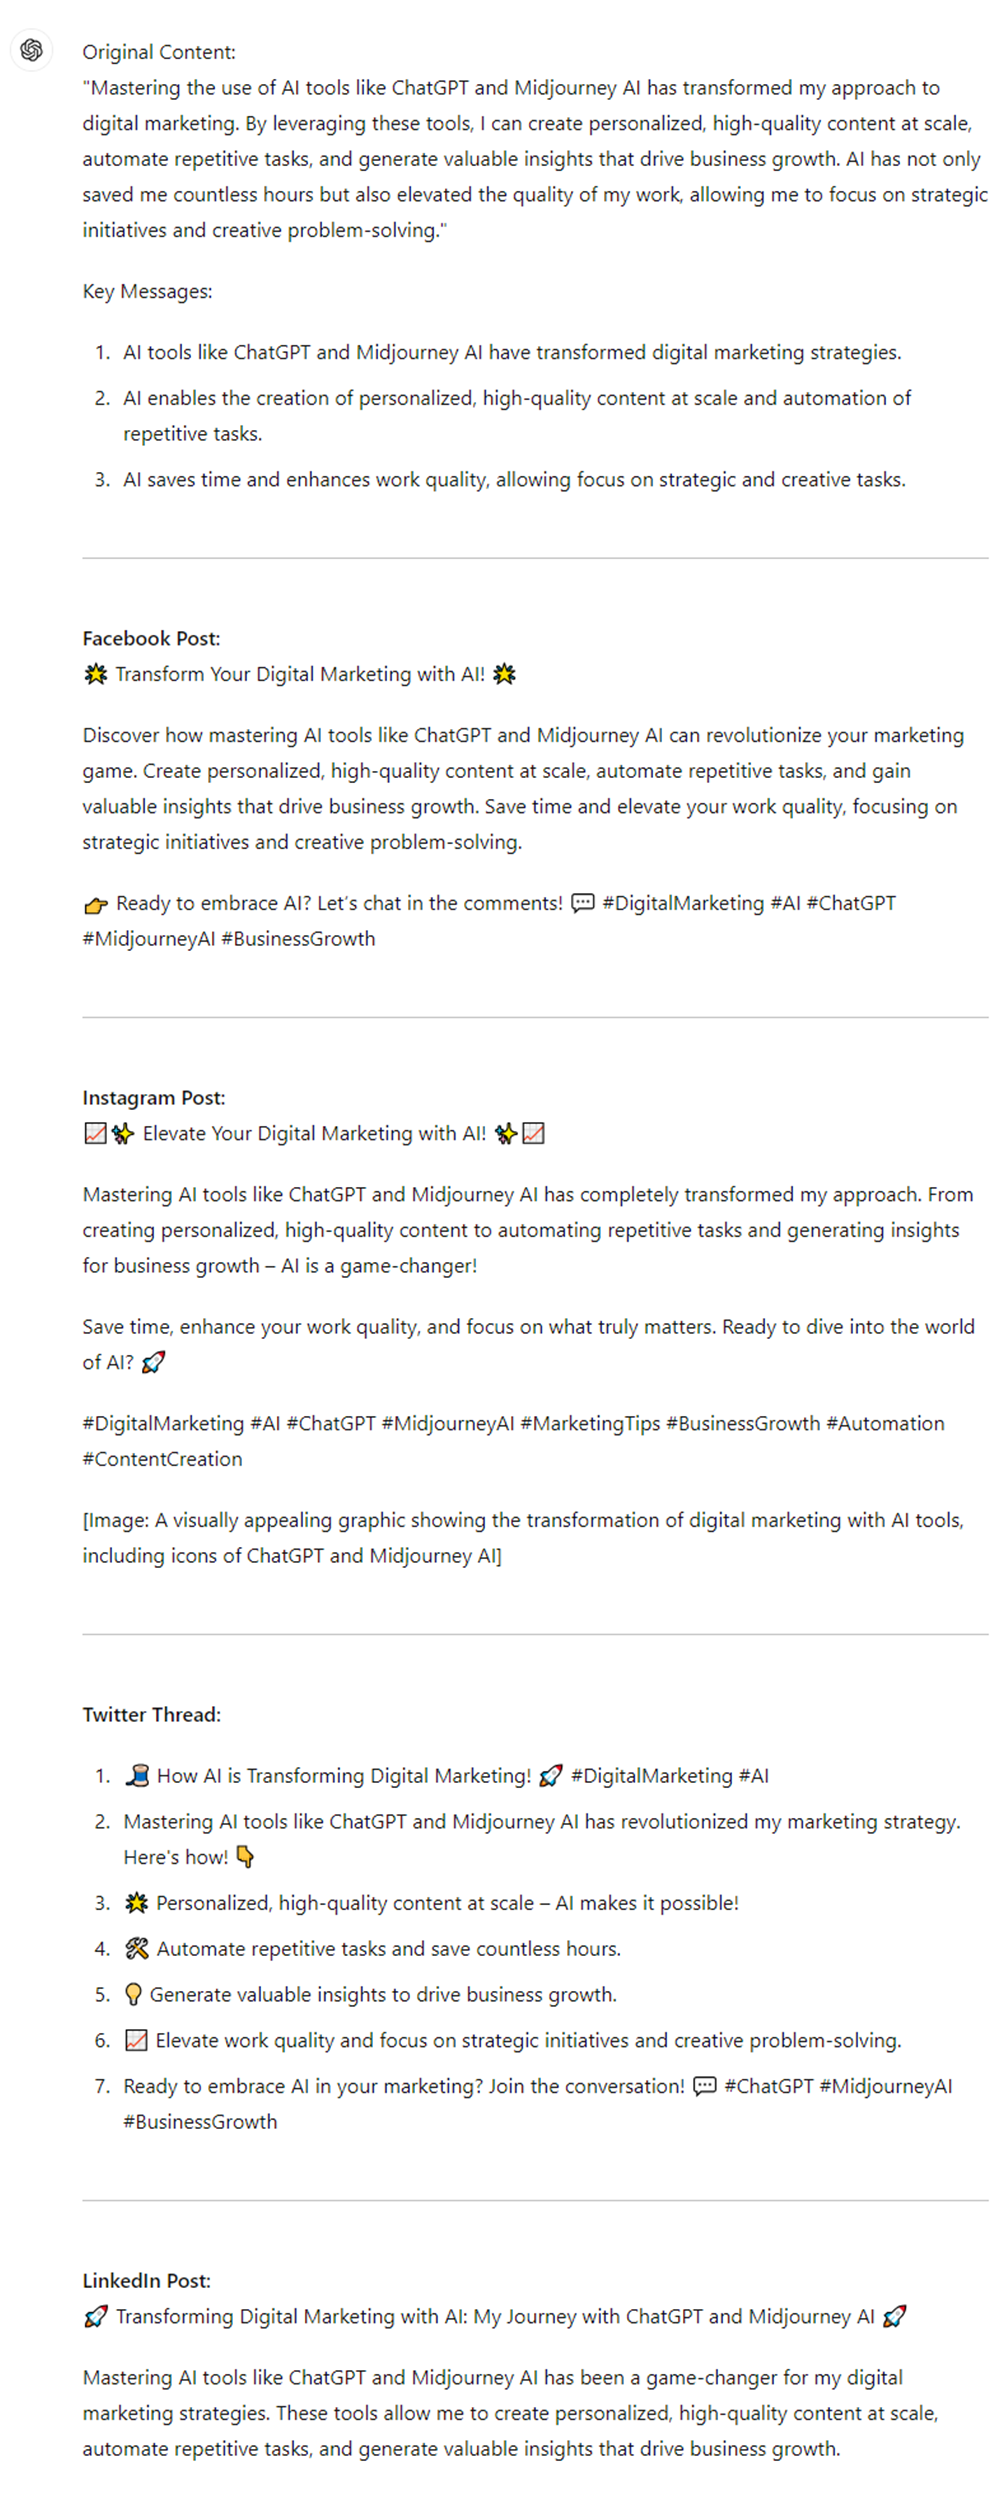 Original Content:
"Mastering the use of AI tools like ChatGPT and Midjourney AI has transformed my approach to
digital marketing. By leveraging these tools, I can create personalized, high-quality content at scale,
automate repetitive tasks, and generate valuable insights that drive business growth. AI has not only
saved me countless hours but also elevated the quality of my work, allowing me to focus on strategic
initiatives and creative problem-solving."
Key Messages:
1. AI tools like ChatGPT and Midjourney AI have transformed digital marketing strategies.
2. AI enables the creation of personalized, high-quality content at scale and automation of
repetitive tasks.
3. AI saves time and enhances work quality, allowing focus on strategic and creative tasks.
Facebook Post:
🌟 Transform Your Digital Marketing with AI! 🌟
Discover how mastering AI tools like ChatGPT and Midjourney AI can revolutionize your marketing
game. Create personalized, high-quality content at scale, automate repetitive tasks, and gain
valuable insights that drive business growth. Save time and elevate your work quality, focusing on
strategic initiatives and creative problem-solving.
👉 Ready to embrace AI? Let's chat in the comments! 💬 #DigitalMarketing #AI #ChatGPT
#MidjourneyAI #BusinessGrowth
Instagram Post:
📈✨ Elevate Your Digital Marketing with AI! ✨📈
Mastering AI tools like ChatGPT and Midjourney AI has completely transformed my approach. From
creating personalized, high-quality content to automating repetitive tasks and generating insights
for business growth – AI is a game-changer!
Save time, enhance your work quality, and focus on what truly matters. Ready to dive into the world
of AI? 🚀
#DigitalMarketing #AI #ChatGPT #MidjourneyAI #MarketingTips #BusinessGrowth #Automation
#ContentCreation
[Image: A visually appealing graphic showing the transformation of digital marketing with AI tools,
including icons of ChatGPT and Midjourney AI]
Twitter Thread:
1. 🧵 How AI is Transforming Digital Marketing! 🚀 #DigitalMarketing #AI
2. Mastering AI tools like ChatGPT and Midjourney AI has revolutionized my marketing strategy.
Here's how! 👇
3. 🌟 Personalized, high-quality content at scale – AI makes it possible!
4. 🛠 Automate repetitive tasks and save countless hours.
5. 💡 Generate valuable insights to drive business growth.
6. 📈 Elevate work quality and focus on strategic initiatives and creative problem-solving.
7. Ready to embrace AI in your marketing? Join the conversation! 💬 #ChatGPT #MidjourneyAI
#BusinessGrowth
LinkedIn Post:
🚀 Transforming Digital Marketing with AI: My Journey with ChatGPT and Midjourney AI 🚀
Mastering AI tools like ChatGPT and Midjourney AI has been a game-changer for my digital
marketing strategies. These tools allow me to create personalized, high-quality content at scale,
automate repetitive tasks, and generate valuable insights that drive business growth.